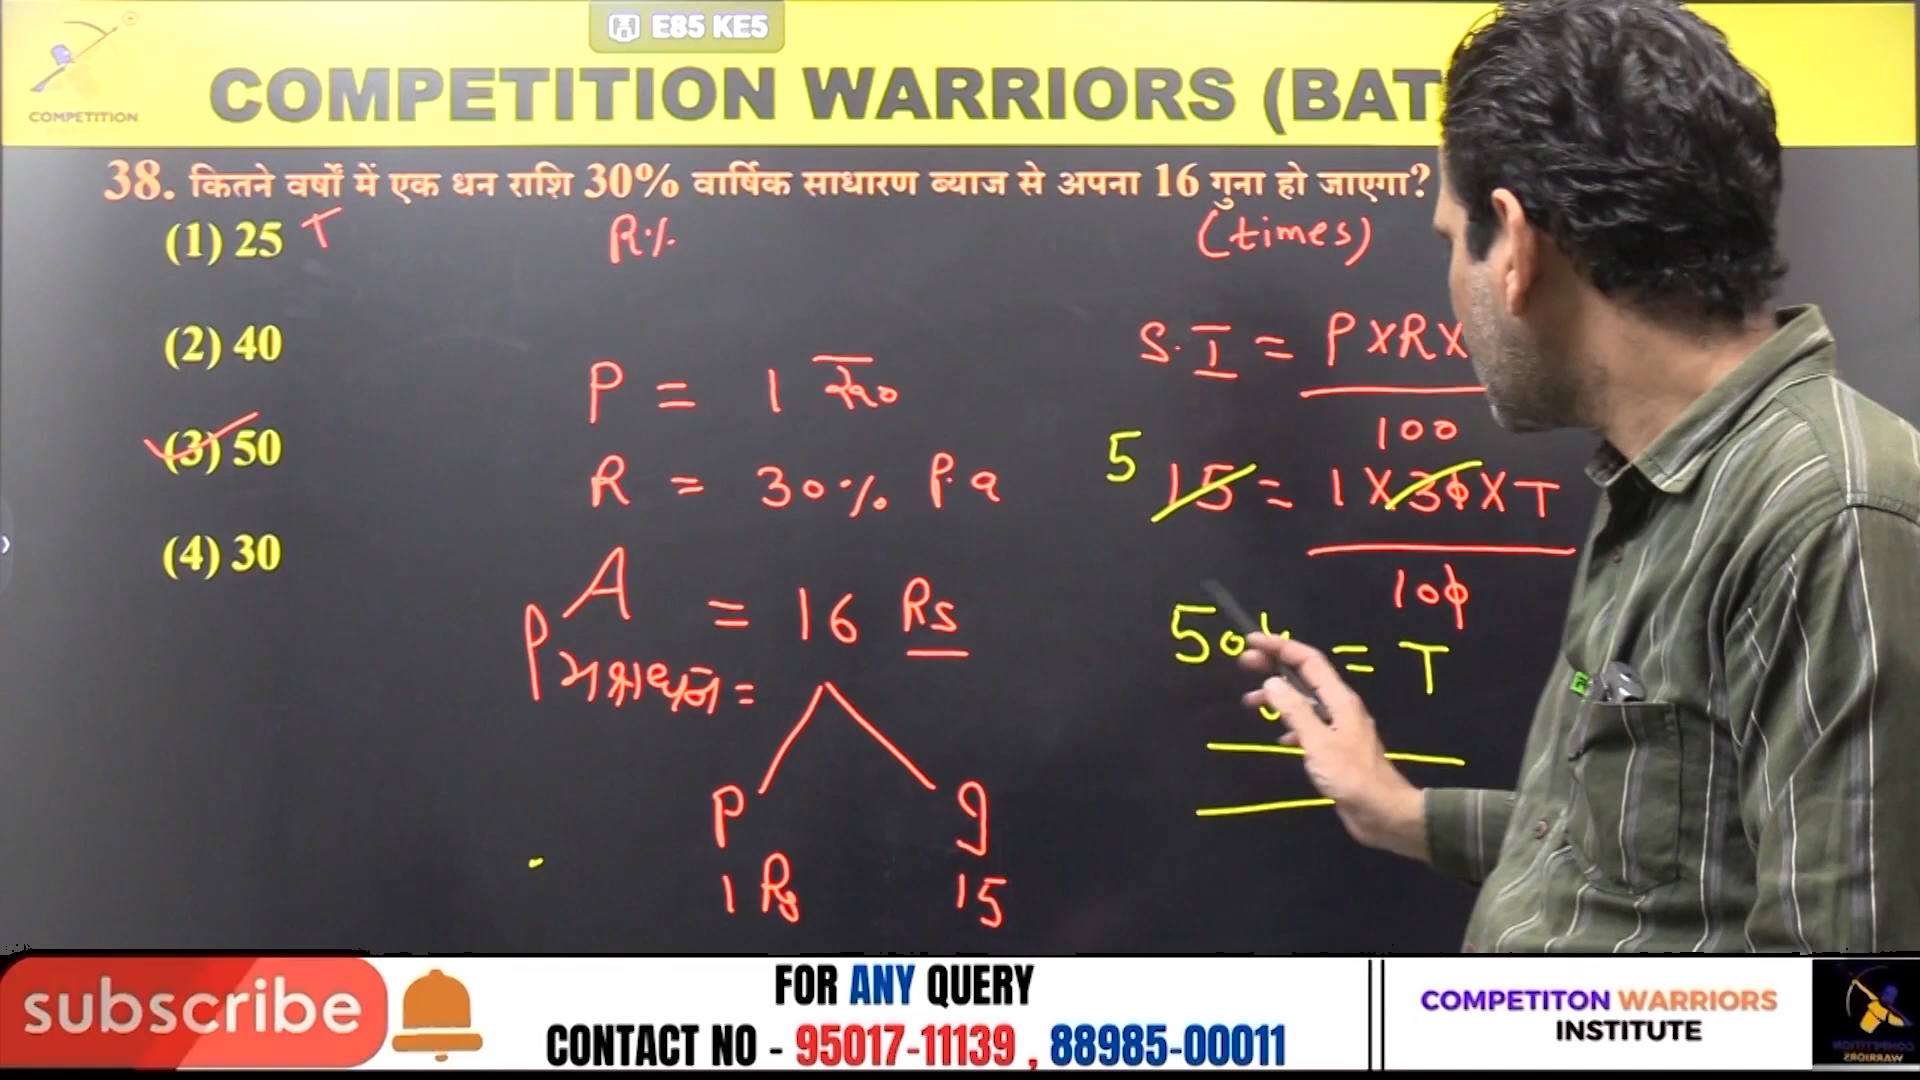 E85 KE5
COMPETITION
COMPETITION WARRIORS (BAT
38. कितने वर्षों में एक धन राशि 30% वार्षिक साधारण ब्याज से अपना 16 गुना हो जाएगा?
(1) 25 T
R%
(times)
(2) 40
(3) 50
(4) 30
P = 1
R = 30% P.a
A = 16 Rs
P मिश्रधन =
P I
1 Rs 15
S.I = P X R X
100
5 15 = 1 X 30 X T
100
50 = T
subscribe
FOR ANY QUERY
CONTACT NO - 95017-11139 , 88985-00011
COMPETITON WARRIORS
INSTITUTE